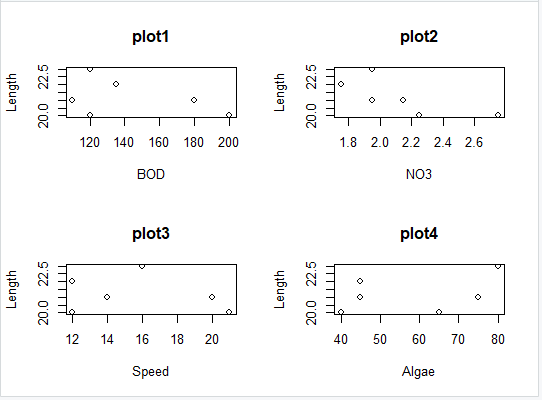 plot1
Length
22.5
20.0
120 140 160 180 200
BOD
plot2
Length
22.5
20.0
1.8 2.0 2.2 2.4 2.6
NO3
plot3
Length
22.5
20.0
12 14 16 18 20
Speed
plot4
Length
22.5
20.0
40 50 60 70 80
Algae